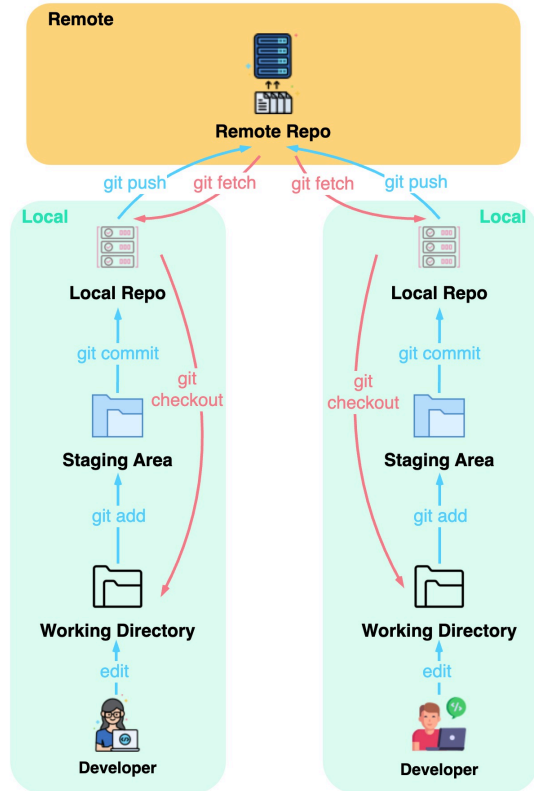 Remote
Remote Repo
git push
git fetch
git fetch
git push
Local
Local
Local Repo
Local Repo
git commit
git commit
git
checkout
git
checkout
Staging Area
Staging Area
git add
git add
Working Directory
Working Directory
edit
edit
Developer
Developer